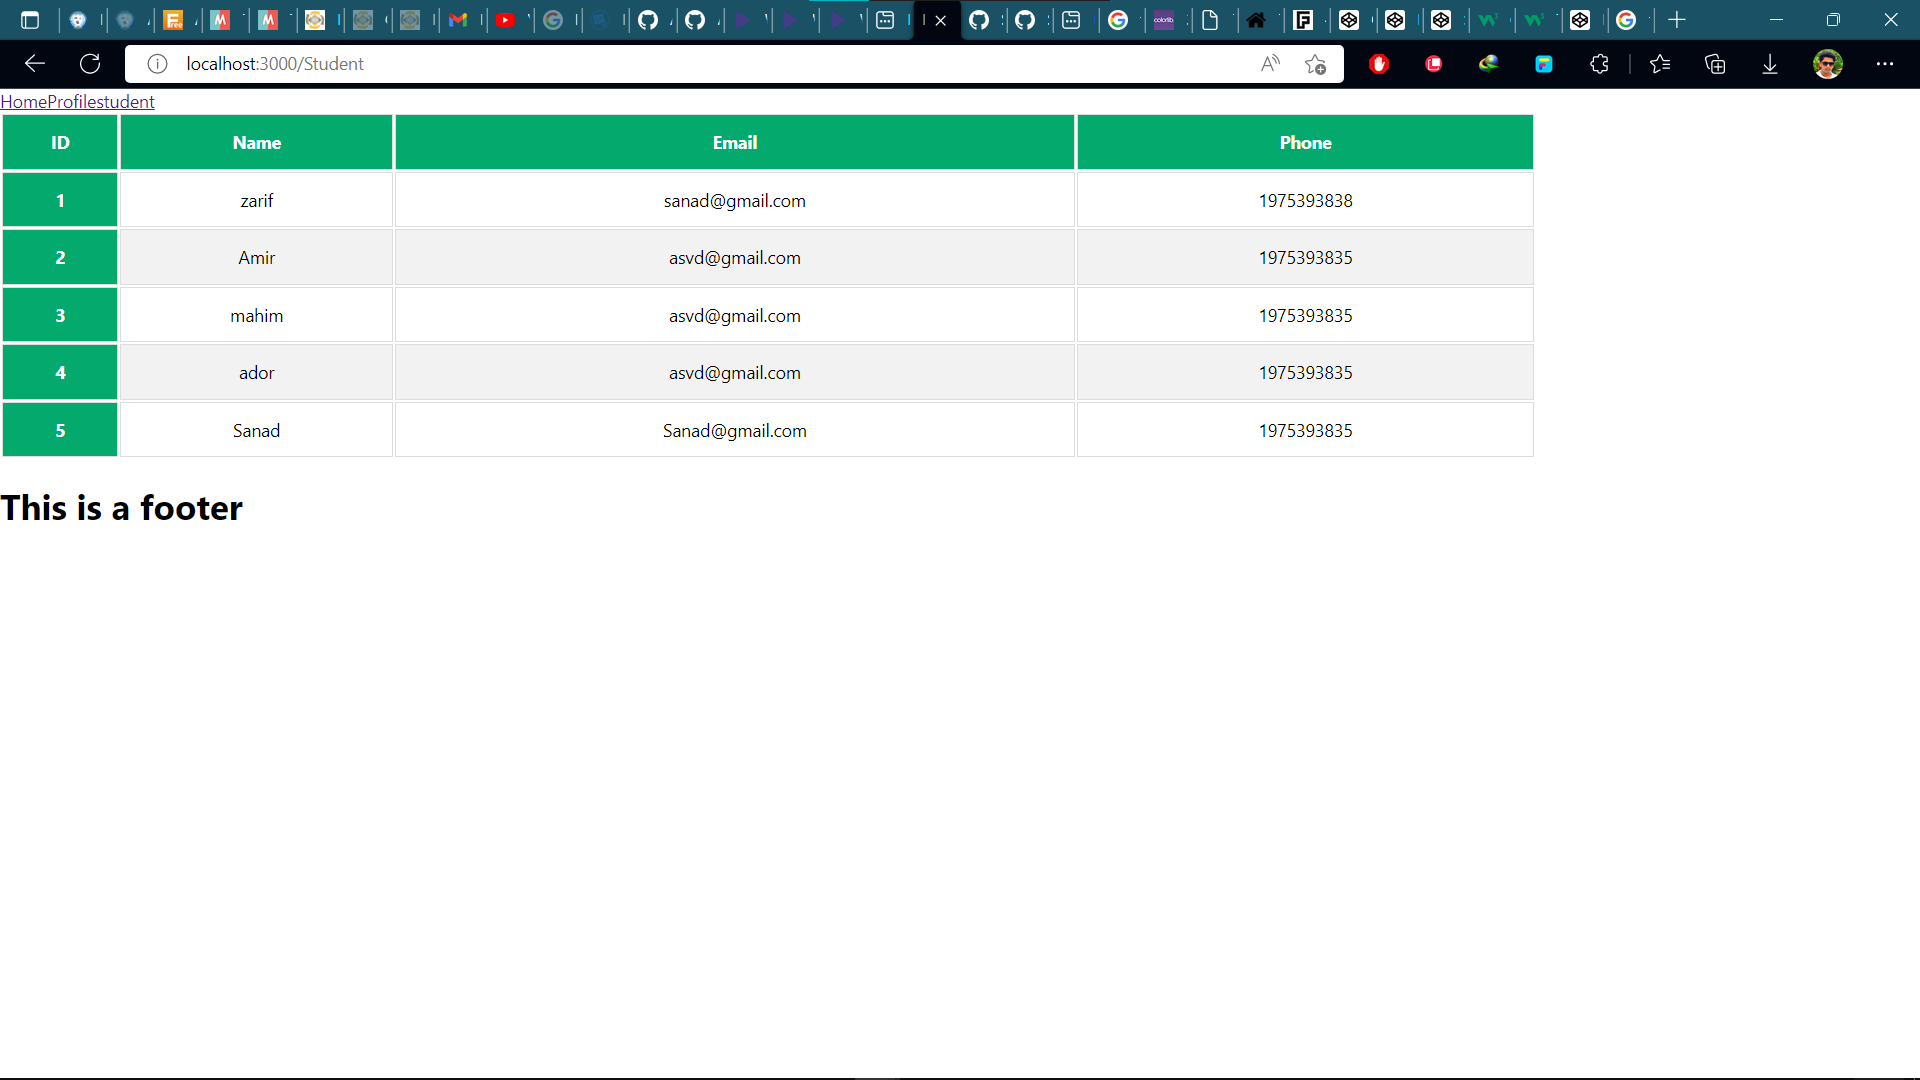 localhost:3000/Student
HomeProfilestudent
ID Name Email Phone
1 zarif sanad@gmail.com 1975393838
2 Amir asvd@gmail.com 1975393835
3 mahim asvd@gmail.com 1975393835
4 ador asvd@gmail.com 1975393835
5 Sanad Sanad@gmail.com 1975393835
This is a footer